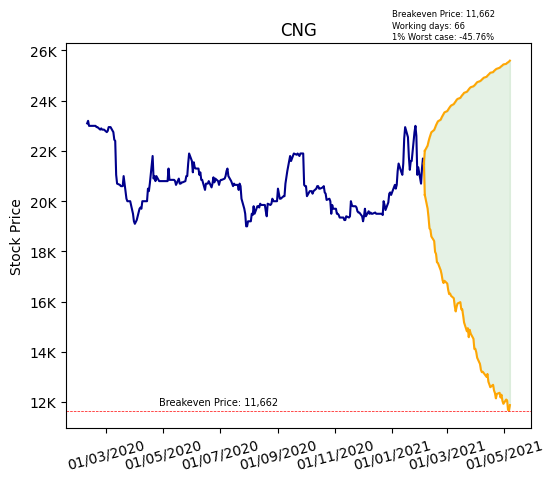 Breakeven Price: 11,662
Working days: 66
1% Worst case: -45.76%
CNG
Stock Price
26K
24K
22K
20K
18K
16K
14K
12K
Breakeven Price: 11,662
01/03/2020
01/05/2020
01/07/2020
01/09/2020
01/11/2020
01/01/2021
01/03/2021
01/05/2021